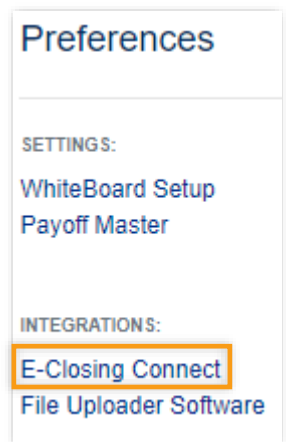 Preferences
SETTINGS:
WhiteBoard Setup
Payoff Master
INTEGRATIONS:
E-Closing Connect
File Uploader Software